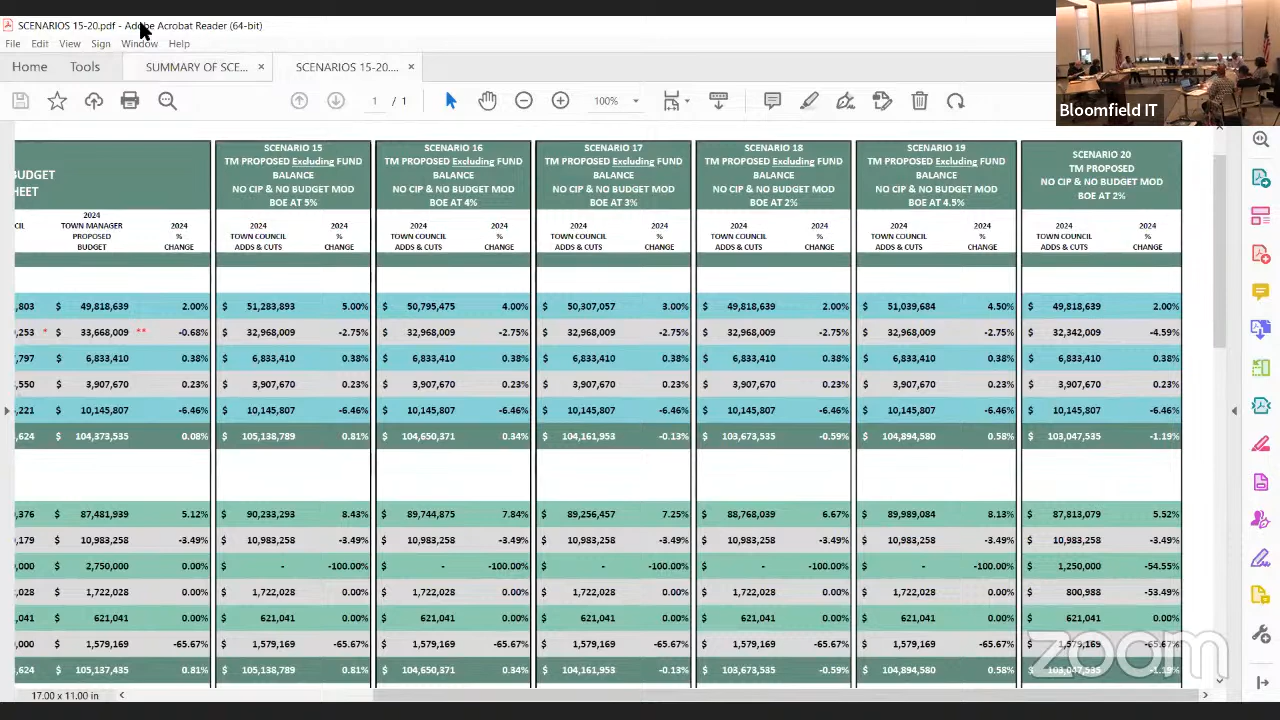 SCENARIOS 15-20.pdf - Adobe Acrobat Reader (64-bit)
File Edit View Sign Window Help
Home Tools SUMMARY OF SCE... × SCENARIOS 15-20.... ×
1 / 1 100%
Bloomfield IT
BUDGET
SHEET
SCENARIO 15
TM PROPOSED Excluding FUND
BALANCE
NO CIP & NO BUDGET MOD
BOE AT 5%
SCENARIO 16
TM PROPOSED Excluding FUND
BALANCE
NO CIP & NO BUDGET MOD
BOE AT 4%
SCENARIO 17
TM PROPOSED Excluding FUND
BALANCE
NO CIP & NO BUDGET MOD
BOE AT 3%
SCENARIO 18
TM PROPOSED Excluding FUND
BALANCE
NO CIP & NO BUDGET MOD
BOE AT 2%
SCENARIO 19
TM PROPOSED Excluding FUND
BALANCE
NO CIP & NO BUDGET MOD
BOE AT 4.5%
SCENARIO 20
TM PROPOSED
NO CIP & NO BUDGET MOD
BOE AT 2%
CIL
2024
TOWN MANAGER
PROPOSED
BUDGET
2024
%
CHANGE
2024
TOWN COUNCIL
ADDS & CUTS
2024
%
CHANGE
2024
TOWN COUNCIL
ADDS & CUTS
2024
%
CHANGE
2024
TOWN COUNCIL
ADDS & CUTS
2024
%
CHANGE
2024
TOWN COUNCIL
ADDS & CUTS
2024
%
CHANGE
2024
TOWN COUNCIL
ADDS & CUTS
2024
%
CHANGE
2024
TOWN COUNCIL
ADDS & CUTS
2024
%
CHANGE
,803 $ 49,818,639 2.00% $ 51,283,893 5.00% $ 50,795,475 4.00% $ 50,307,057 3.00% $ 49,818,639 2.00% $ 51,039,684 4.50% $ 49,818,639 2.00%
,253 * $ 33,668,009 ** -0.68% $ 32,968,009 -2.75% $ 32,968,009 -2.75% $ 32,968,009 -2.75% $ 32,968,009 -2.75% $ 32,968,009 -2.75% $ 32,342,009 -4.59%
,797 $ 6,833,410 0.38% $ 6,833,410 0.38% $ 6,833,410 0.38% $ 6,833,410 0.38% $ 6,833,410 0.38% $ 6,833,410 0.38% $ 6,833,410 0.38%
,550 $ 3,907,670 0.23% $ 3,907,670 0.23% $ 3,907,670 0.23% $ 3,907,670 0.23% $ 3,907,670 0.23% $ 3,907,670 0.23% $ 3,907,670 0.23%
,221 $ 10,145,807 -6.46% $ 10,145,807 -6.46% $ 10,145,807 -6.46% $ 10,145,807 -6.46% $ 10,145,807 -6.46% $ 10,145,807 -6.46% $ 10,145,807 -6.46%
,624 $ 104,373,535 0.08% $ 105,138,789 0.81% $ 104,650,371 0.34% $ 104,161,953 -0.13% $ 103,673,535 -0.59% $ 104,894,580 0.58% $ 103,047,535 -1.19%
,376 $ 87,481,939 5.12% $ 90,233,293 8.43% $ 89,744,875 7.84% $ 89,256,457 7.25% $ 88,768,039 6.67% $ 89,989,084 8.13% $ 87,813,079 5.52%
,179 $ 10,983,258 -3.49% $ 10,983,258 -3.49% $ 10,983,258 -3.49% $ 10,983,258 -3.49% $ 10,983,258 -3.49% $ 10,983,258 -3.49% $ 10,983,258 -3.49%
,000 $ 2,750,000 0.00% $ - -100.00% $ - -100.00% $ - -100.00% $ - -100.00% $ - -100.00% $ 1,250,000 -54.55%
,028 $ 1,722,028 0.00% $ 1,722,028 0.00% $ 1,722,028 0.00% $ 1,722,028 0.00% $ 1,722,028 0.00% $ 1,722,028 0.00% $ 800,988 -53.49%
,041 $ 621,041 0.00% $ 621,041 0.00% $ 621,041 0.00% $ 621,041 0.00% $ 621,041 0.00% $ 621,041 0.00% $ 621,041 0.00%
,000 $ 1,579,169 -65.67% $ 1,579,169 -65.67% $ 1,579,169 -65.67% $ 1,579,169 -65.67% $ 1,579,169 -65.67% $ 1,579,169 -65.67% $ 1,579,169 -65.67%
,624 $ 105,137,435 0.81% $ 105,138,789 0.81% $ 104,650,371 0.34% $ 104,161,953 -0.13% $ 103,673,535 -0.59% $ 104,894,580 0.58% $ 103,047,535 -1.19%
zoom
17.00 x 11.00 in